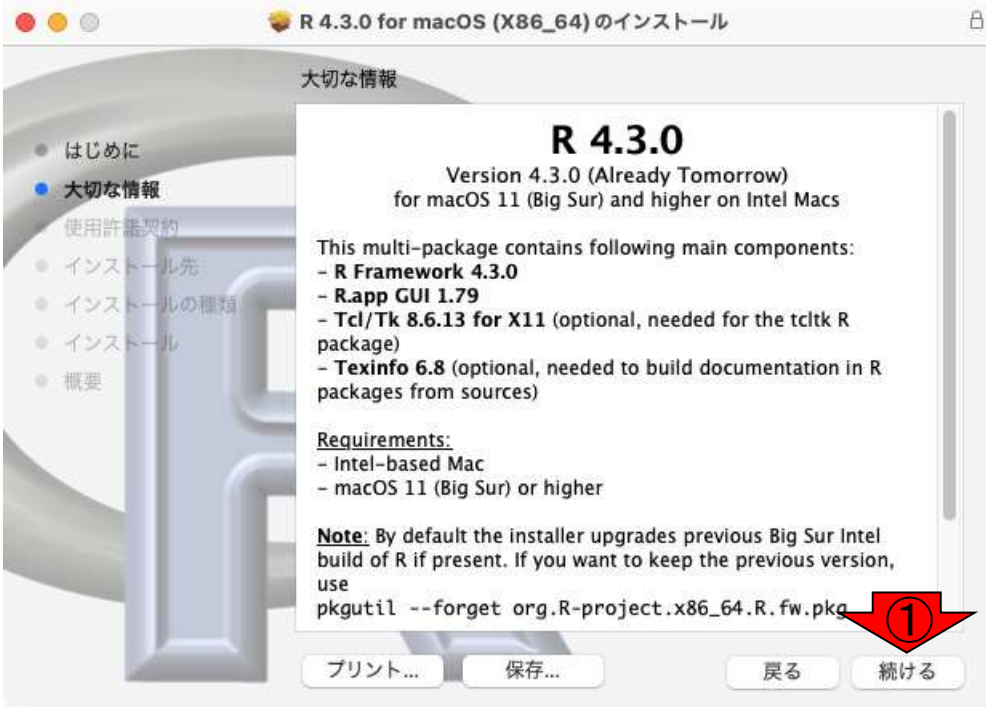 R 4.3.0 for macOS (X86_64)のインストール
大切な情報
はじめに
大切な情報
使用許諾契約
インストール先
インストールの種類
インストール
概要
R 4.3.0
Version 4.3.0 (Already Tomorrow)
for macOS 11 (Big Sur) and higher on Intel Macs
This multi-package contains following main components:
– R Framework 4.3.0
– R.app GUI 1.79
– Tcl/Tk 8.6.13 for X11 (optional, needed for the tcltk R
package)
– Texinfo 6.8 (optional, needed to build documentation in R
packages from sources)
Requirements:
– Intel-based Mac
– macOS 11 (Big Sur) or higher
Note: By default the installer upgrades previous Big Sur Intel
build of R if present. If you want to keep the previous version,
use
pkgutil --forget org.R-project.x86_64.R.fw.pkg
①
プリント...
保存...
戻る
続ける